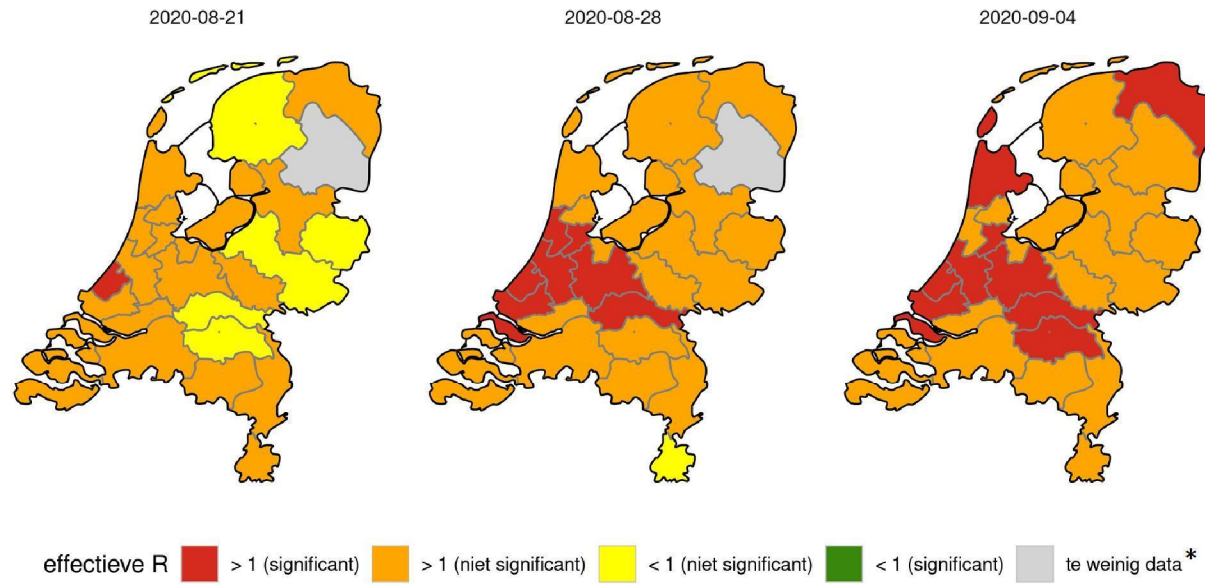 2020-08-21 2020-08-28 2020-09-04
effectieve R > 1 (significant) > 1 (niet significant) < 1 (niet significant) < 1 (significant) te weinig data*